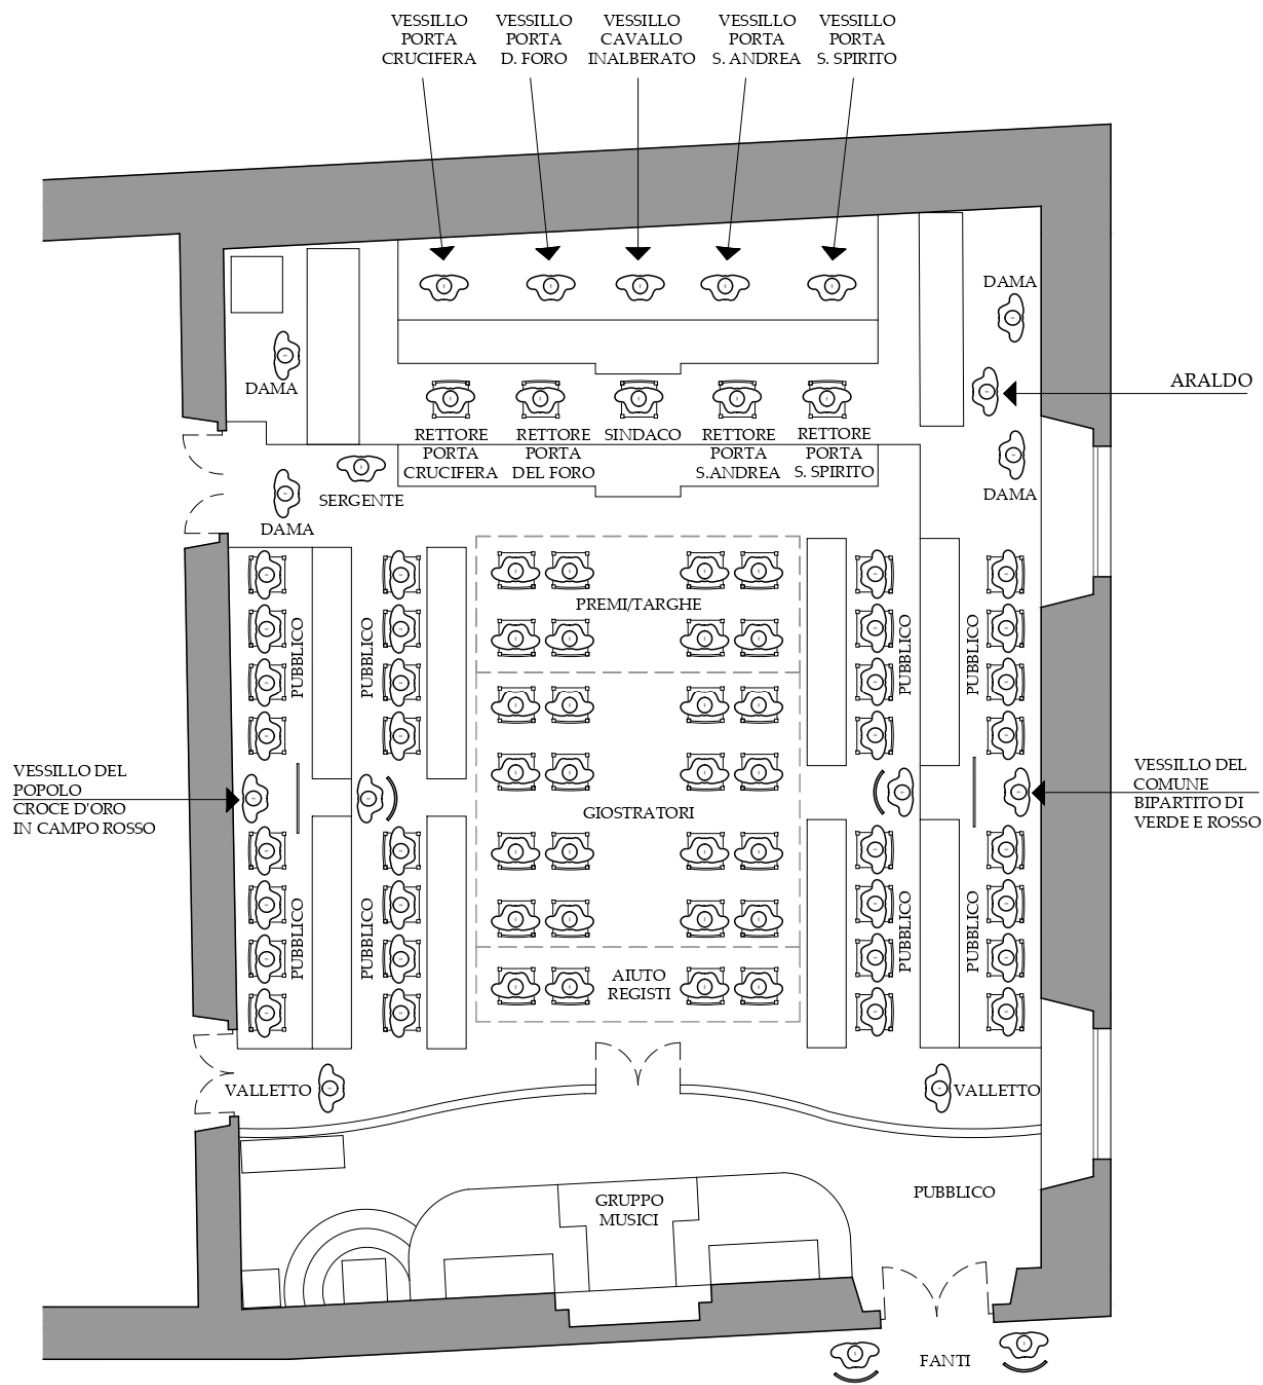 VESSILLO
PORTA
CRUCIFERA
VESSILLO
PORTA
D. FORO
VESSILLO
CAVALLO
INALBERATO
VESSILLO
PORTA
S. ANDREA
VESSILLO
PORTA
S. SPIRITO
DAMA
ARALDO
DAMA
DAMA
RETTORE
PORTA
CRUCIFERA
RETTORE
PORTA
DEL FORO
SINDACO
RETTORE
PORTA
S.ANDREA
RETTORE
PORTA
S. SPIRITO
SERGENTE
DAMA
PREMI/TARGHE
PUBBLICO
PUBBLICO
PUBBLICO
PUBBLICO
VESSILLO DEL
POPOLO
CROCE D'ORO
IN CAMPO ROSSO
GIOSTRATORI
VESSILLO DEL
COMUNE
BIPARTITO DI
VERDE E ROSSO
PUBBLICO
PUBBLICO
PUBBLICO
PUBBLICO
AIUTO
REGISTI
VALLETTO
VALLETTO
GRUPPO
MUSICI
PUBBLICO
FANTI